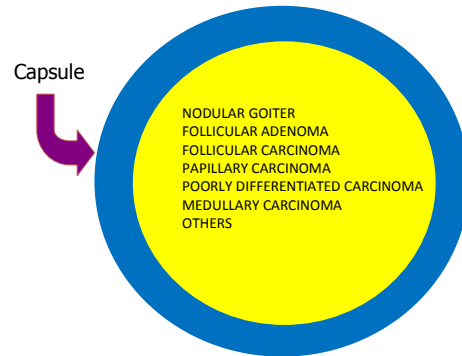 Capsule
NODULAR GOITER
FOLLICULAR ADENOMA
FOLLICULAR CARCINOMA
PAPILLARY CARCINOMA
POORLY DIFFERENTIATED CARCINOMA
MEDULLARY CARCINOMA
OTHERS